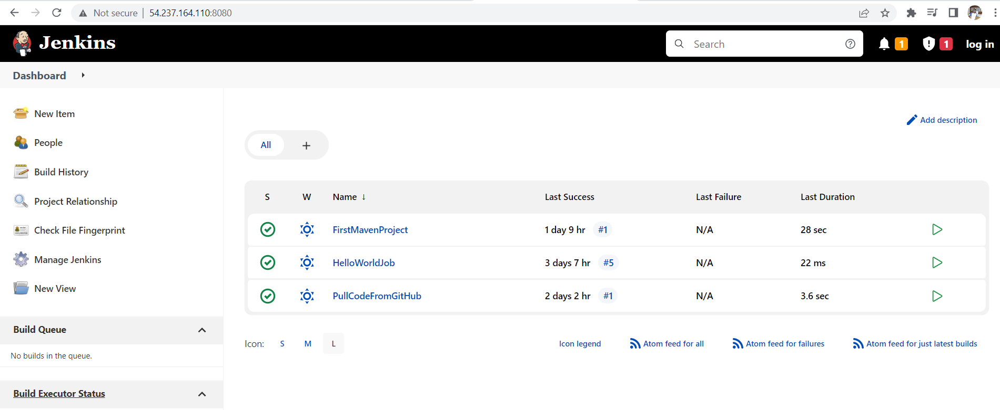 Not secure | 54.237.164.110:8080
Jenkins
Search
1
1
log in
Dashboard
New Item
People
Build History
Project Relationship
Check File Fingerprint
Manage Jenkins
New View
Build Queue
No builds in the queue.
Build Executor Status
Add description
All +
S W Name ↓ Last Success Last Failure Last Duration
FirstMavenProject 1 day 9 hr #1 N/A 28 sec
HelloWorldJob 3 days 7 hr #5 N/A 22 ms
PullCodeFromGitHub 2 days 2 hr #1 N/A 3.6 sec
Icon: S M L Icon legend Atom feed for all Atom feed for failures Atom feed for just latest builds